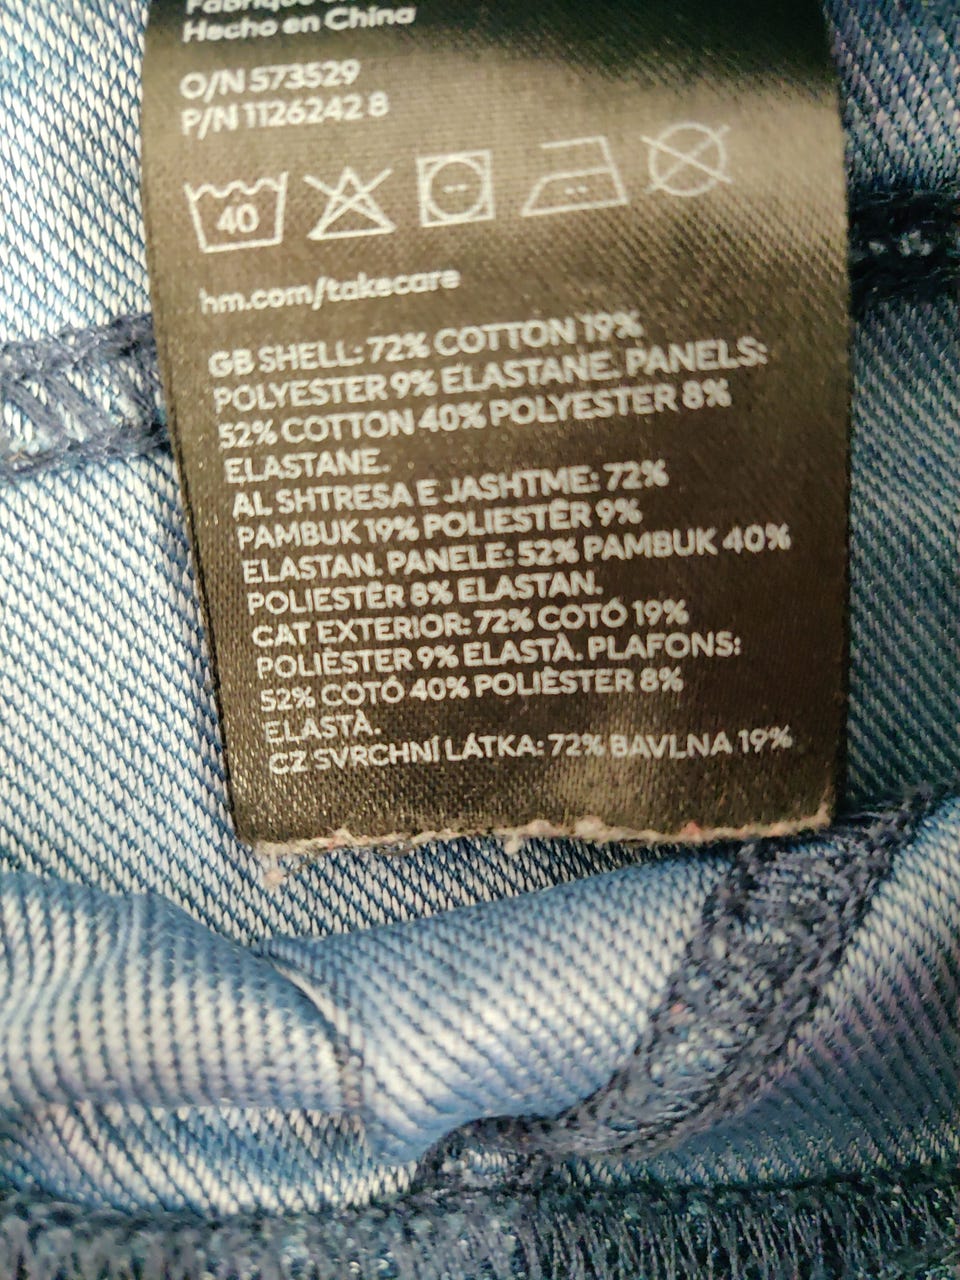 Hecho en China
O/N 573529
P/N 1126242 8
40
hm.com/takecare
GB SHELL: 72% COTTON 19%
POLYESTER 9% ELASTANE. PANELS:
52% COTTON 40% POLYESTER 8%
ELASTANE.
AL SHTRESA E JASHTME: 72%
PAMBUK 19% POLIESTËR 9%
ELASTAN. PANELE: 52% PAMBUK 40%
POLIESTËR 8% ELASTAN.
CAT EXTERIOR: 72% COTÓ 19%
POLIÈSTER 9% ELASTÀ. PLAFONS:
52% COTÓ 40% POLIÈSTER 8%
ELASTÀ.
CZ SVRCHNÍ LÁTKA: 72% BAVLNA 19%